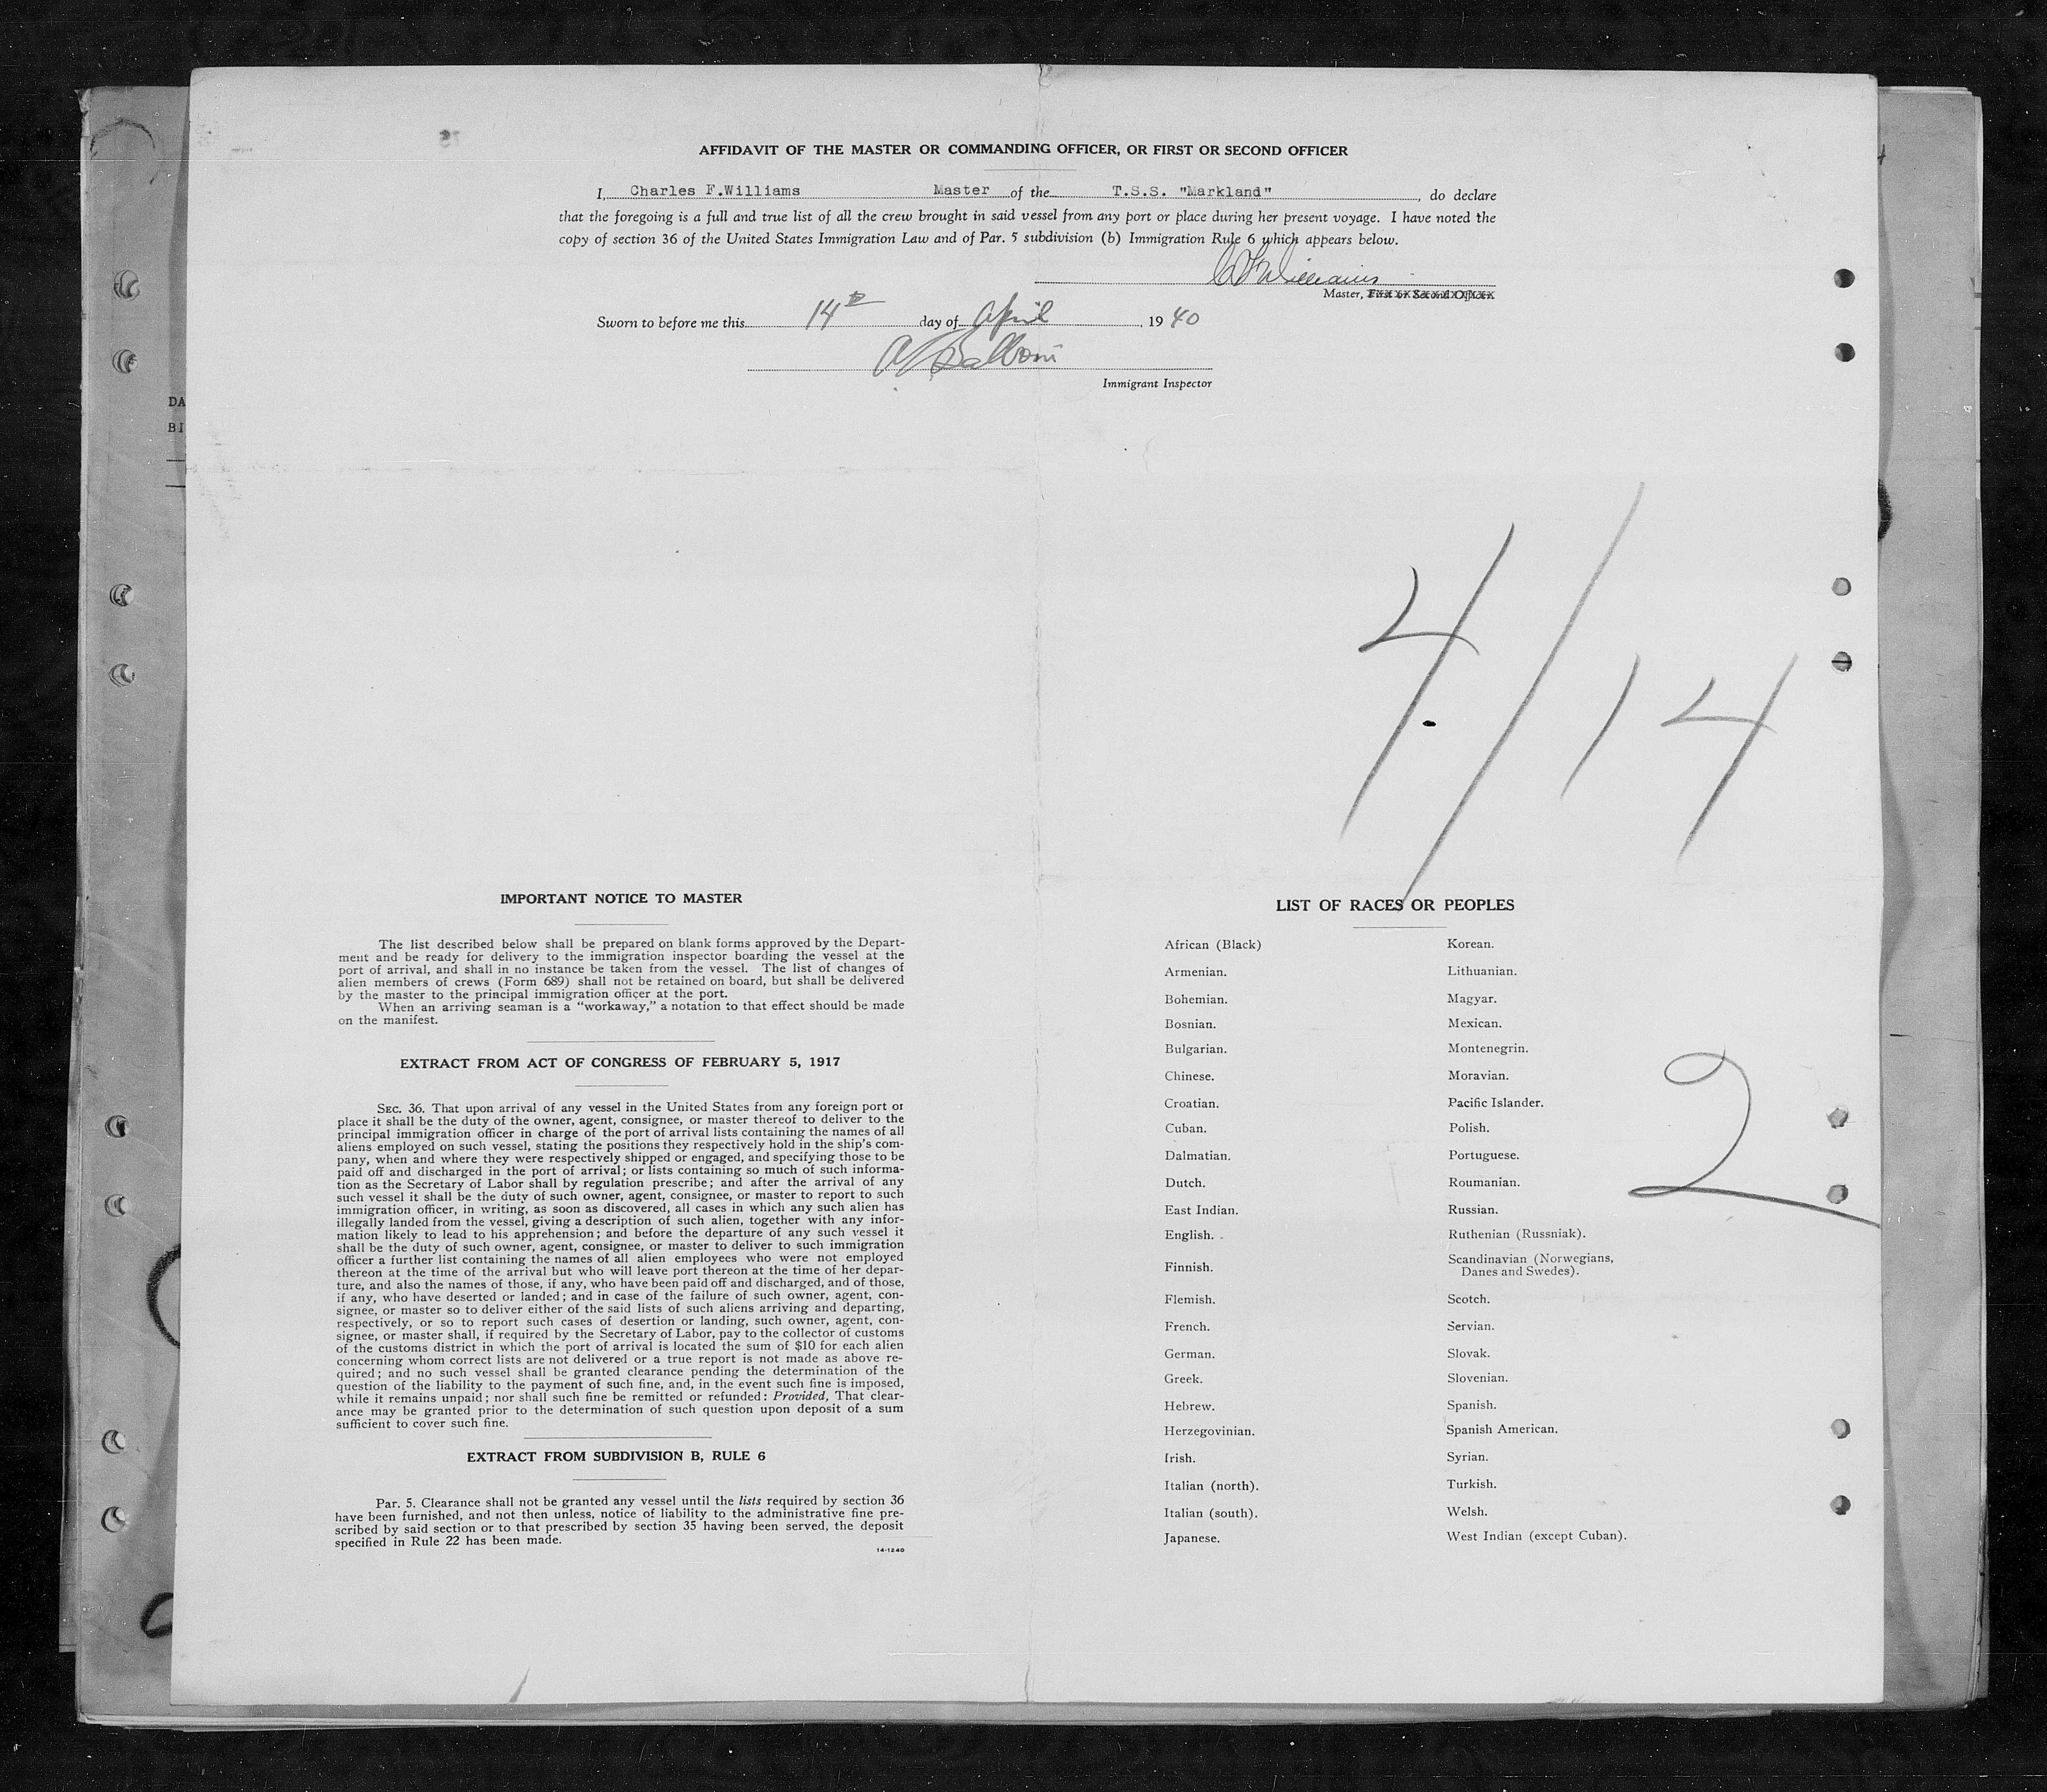 AFFIDAVIT OF THE MASTER OR COMMANDING OFFICER, OR FIRST OR SECOND OFFICER
I, Charles F.Williams Master of the T.S.S. "Markland", do declare
that the foregoing is a full and true list of all the crew brought in said vessel from any port or place during her present voyage. I have noted the
copy of section 36 of the United States Immigration Law and of Par. 5 subdivision (b) Immigration Rule 6 which appears below.
CFWilliams
Master, First or Second Officer
Sworn to before me this 14th day of April, 1940
Immigrant Inspector
DA
BI
4/14
IMPORTANT NOTICE TO MASTER
The list described below shall be prepared on blank forms approved by the Depart-
ment and be ready for delivery to the immigration inspector boarding the vessel at the
port of arrival, and shall in no instance be taken from the vessel. The list of changes of
alien members of crews (Form 689) shall not be retained on board, but shall be delivered
by the master to the principal immigration officer at the port.
When an arriving seaman is a "workaway," a notation to that effect should be made
on the manifest.
EXTRACT FROM ACT OF CONGRESS OF FEBRUARY 5, 1917
SEC. 36. That upon arrival of any vessel in the United States from any foreign port or
place it shall be the duty of the owner, agent, consignee, or master thereof to deliver to the
principal immigration officer in charge of the port of arrival lists containing the names of all
aliens employed on such vessel, stating the positions they respectively hold in the ship's com-
pany, when and where they were respectively shipped or engaged, and specifying those to be
paid off and discharged in the port of arrival; or lists containing so much of such informa-
tion as the Secretary of Labor shall by regulation prescribe; and after the arrival of any
such vessel it shall be the duty of such owner, agent, consignee, or master to report to such
immigration officer, in writing, as soon as discovered, all cases in which any such alien has
illegally landed from the vessel, giving a description of such alien, together with any infor-
mation likely to lead to his apprehension; and before the departure of any such vessel it
shall be the duty of such owner, agent, consignee, or master to deliver to such immigration
officer a further list containing the names of all alien employees who were not employed
thereon at the time of the arrival but who will leave port thereon at the time of her depar-
ture, and also the names of those, if any, who have been paid off and discharged, and of those,
if any, who have deserted or landed; and in case of the failure of such owner, agent, con-
signee, or master so to deliver either of the said lists of such aliens arriving and departing,
respectively, or so to report such cases of desertion or landing, such owner, agent, con-
signee, or master shall, if required by the Secretary of Labor, pay to the collector of customs
of the customs district in which the port of arrival is located the sum of $10 for each alien
concerning whom correct lists are not delivered or a true report is not made as above re-
quired; and no such vessel shall be granted clearance pending the determination of the
question of the liability to the payment of such fine, and, in the event such fine is imposed,
while it remains unpaid; nor shall such fine be remitted or refunded: Provided, That clear-
ance may be granted prior to the determination of such question upon deposit of a sum
sufficient to cover such fine.
EXTRACT FROM SUBDIVISION B, RULE 6
Par. 5. Clearance shall not be granted any vessel until the lists required by section 36
have been furnished, and not then unless, notice of liability to the administrative fine pre-
scribed by said section or to that prescribed by section 35 having been served, the deposit
specified in Rule 22 has been made.
14-1240
LIST OF RACES OR PEOPLES
African (Black)
Armenian.
Bohemian.
Bosnian.
Bulgarian.
Chinese.
Croatian.
Cuban.
Dalmatian.
Dutch.
East Indian.
English.
Finnish.
Flemish.
French.
German.
Greek.
Hebrew.
Herzegovinian.
Irish.
Italian (north).
Italian (south).
Japanese.
Korean.
Lithuanian.
Magyar.
Mexican.
Montenegrin.
Moravian.
Pacific Islander.
Polish.
Portuguese.
Roumanian.
Russian.
Ruthenian (Russniak).
Scandinavian (Norwegians,
Danes and Swedes).
Scotch.
Servian.
Slovak.
Slovenian.
Spanish.
Spanish American.
Syrian.
Turkish.
Welsh.
West Indian (except Cuban).
2